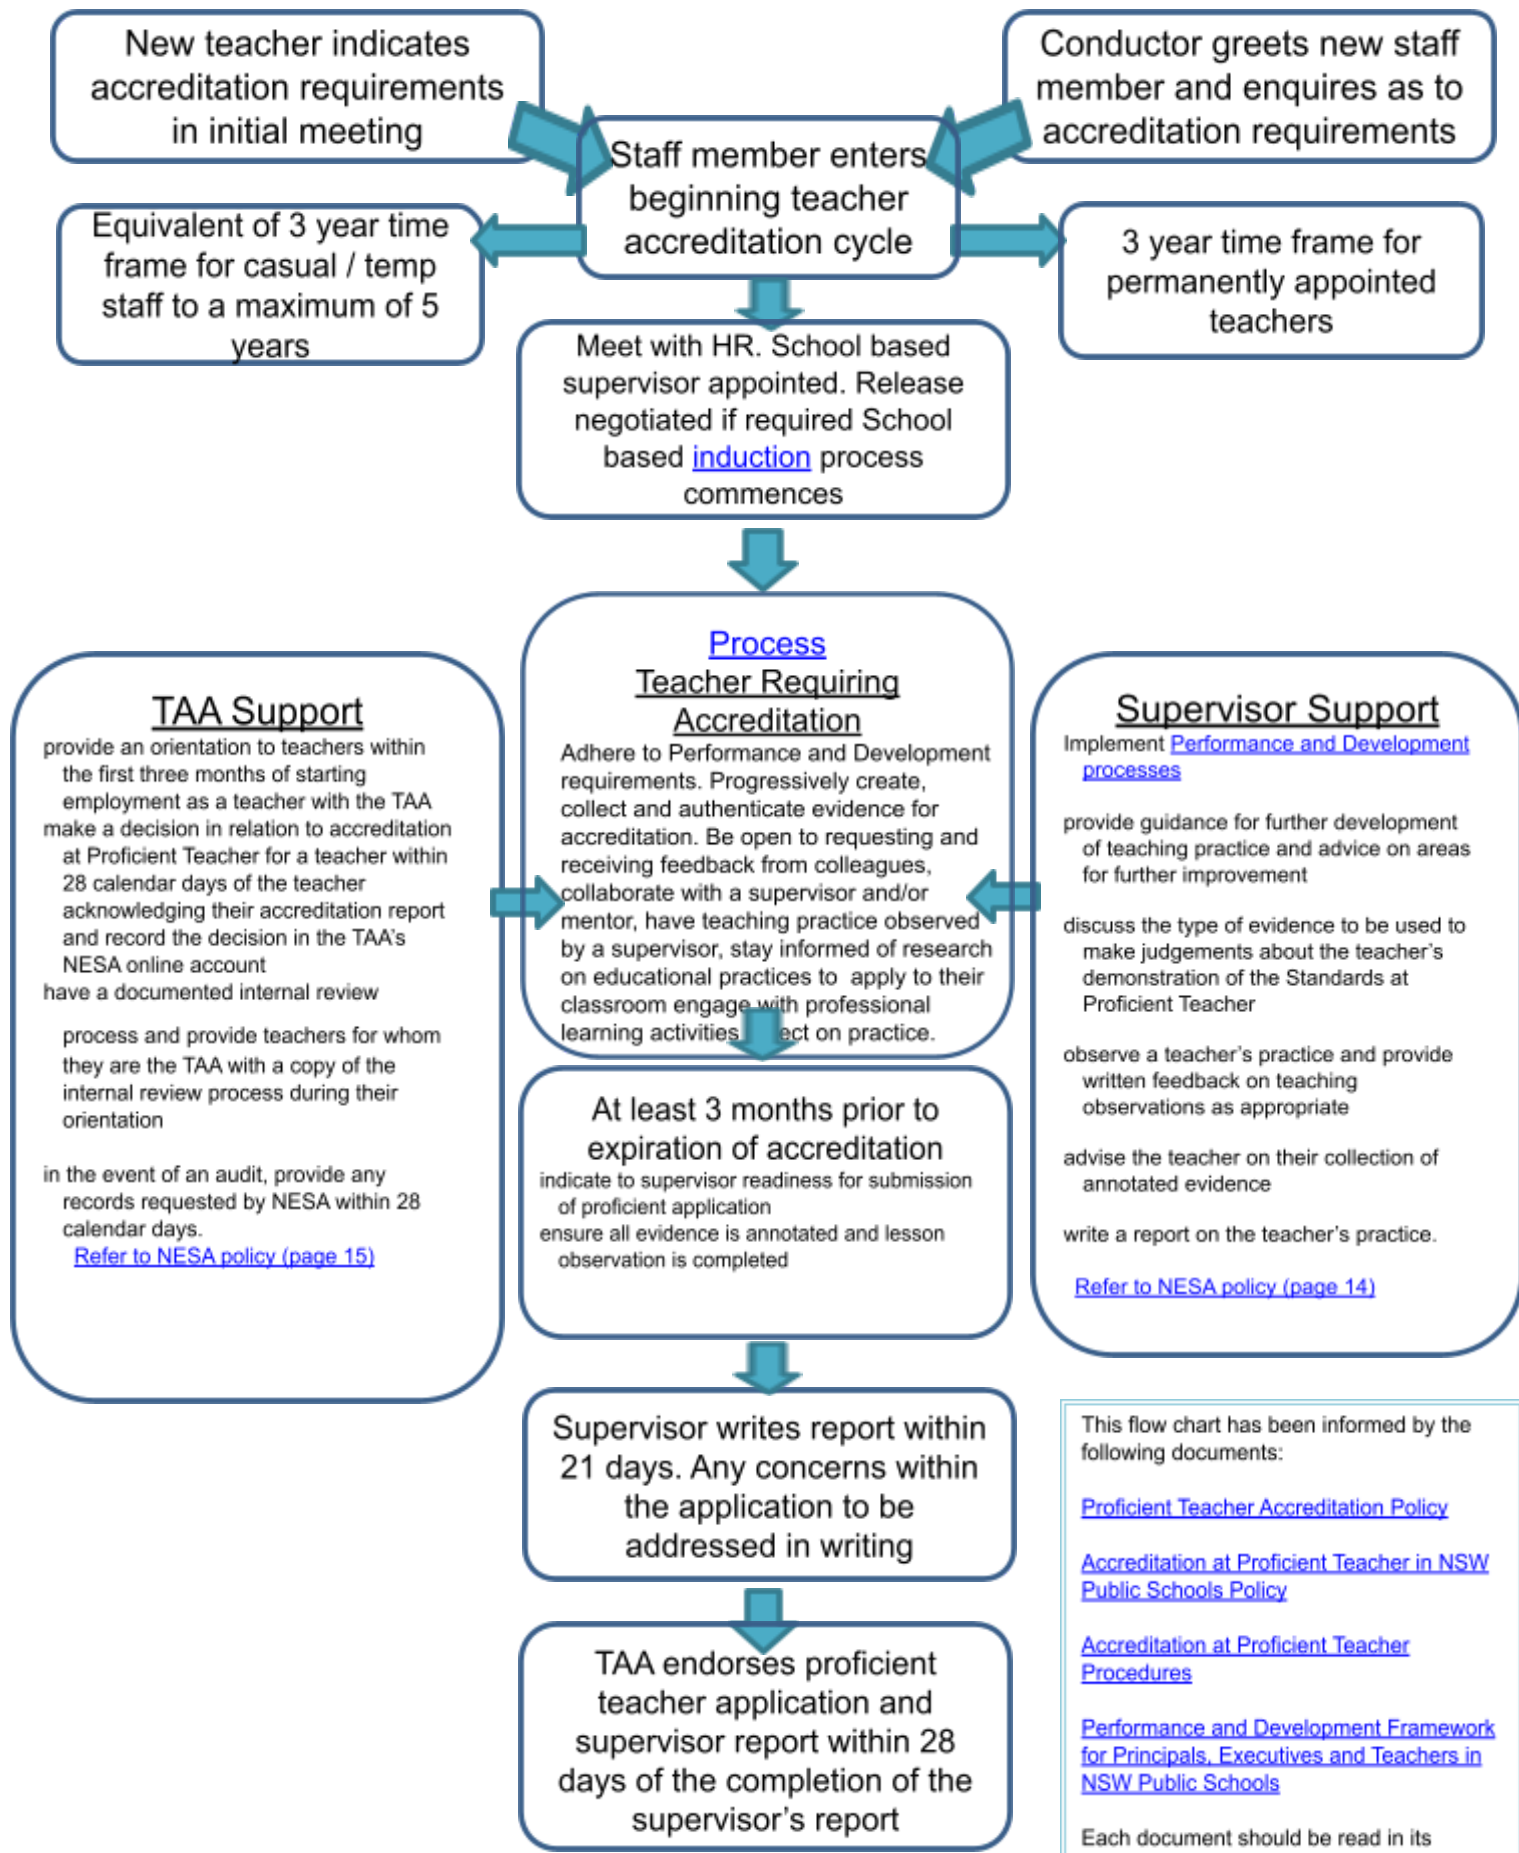 New teacher indicates
accreditation requirements
in initial meeting
Conductor greets new staff
member and enquires as to
accreditation requirements
Staff member enters
beginning teacher
accreditation cycle
Equivalent of 3 year time
frame for casual / temp
staff to a maximum of 5
years
3 year time frame for
permanently appointed
teachers
Meet with HR. School based
supervisor appointed. Release
negotiated if required School
based induction process
commences
Process
Teacher Requiring
Accreditation
Adhere to Performance and Development
requirements. Progressively create,
collect and authenticate evidence for
accreditation. Be open to requesting and
receiving feedback from colleagues,
collaborate with a supervisor and/or
mentor, have teaching practice observed
by a supervisor, stay informed of research
on educational practices to apply to their
classroom engage with professional
learning activities ect on practice.
TAA Support
provide an orientation to teachers within
the first three months of starting
employment as a teacher with the TAA
make a decision in relation to accreditation
at Proficient Teacher for a teacher within
28 calendar days of the teacher
acknowledging their accreditation report
and record the decision in the TAA's
NESA online account
have a documented internal review
process and provide teachers for whom
they are the TAA with a copy of the
internal review process during their
orientation
in the event of an audit, provide any
records requested by NESA within 28
calendar days.
Refer to NESA policy (page 15)
Supervisor Support
Implement Performance and Development
processes
provide guidance for further development
of teaching practice and advice on areas
for further improvement
discuss the type of evidence to be used to
make judgements about the teacher's
demonstration of the Standards at
Proficient Teacher
observe a teacher's practice and provide
written feedback on teaching
observations as appropriate
advise the teacher on their collection of
annotated evidence
write a report on the teacher's practice.
Refer to NESA policy (page 14)
At least 3 months prior to
expiration of accreditation
indicate to supervisor readiness for submission
of proficient application
ensure all evidence is annotated and lesson
observation is completed
Supervisor writes report within
21 days. Any concerns within
the application to be
addressed in writing
TAA endorses proficient
teacher application and
supervisor report within 28
days of the completion of the
supervisor's report
This flow chart has been informed by the
following documents:
Proficient Teacher Accreditation Policy
Accreditation at Proficient Teacher in NSW
Public Schools Policy
Accreditation at Proficient Teacher
Procedures
Performance and Development Framework
for Principals, Executives and Teachers in
NSW Public Schools
Each document should be read in its